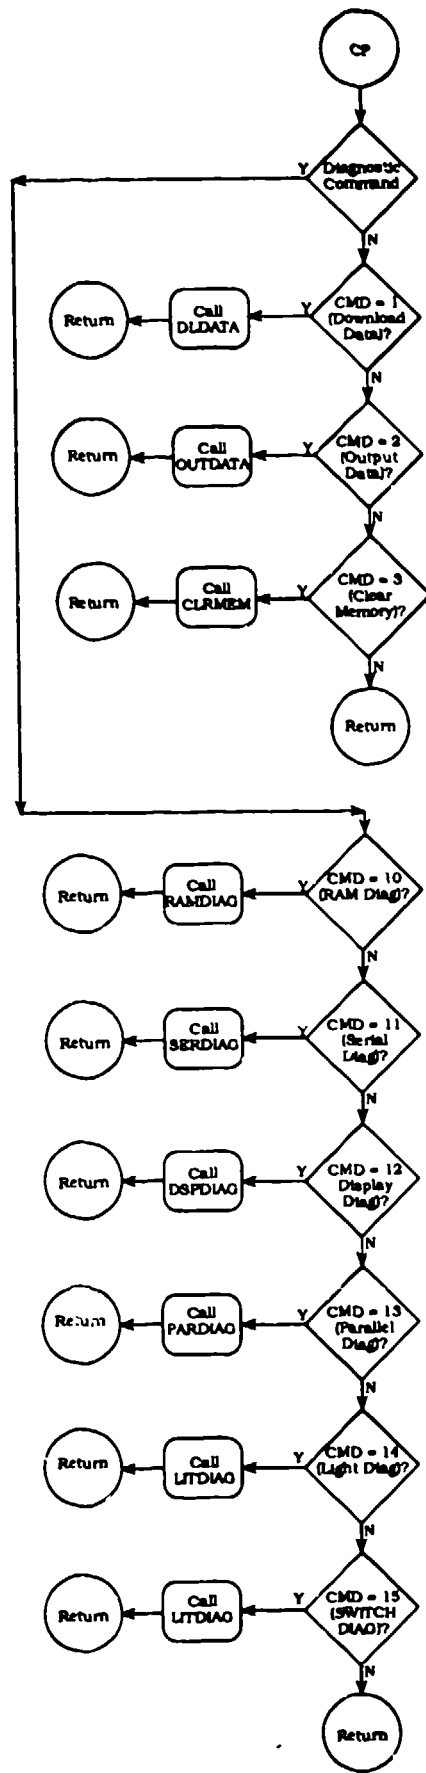 CP
Diagnostic
Command
Y
N
CMD = 1
(Download
Data)?
Y
Call
DLDATA
Return
N
CMD = 2
(Output
Data)?
Y
Call
OUTDATA
Return
N
CMD = 3
(Clear
Memory)?
Y
Call
CLRMEM
Return
N
Return
CMD = 10
(RAM Diag)?
Y
Call
RAMDIAG
Return
N
CMD = 11
(Serial
Diag)?
Y
Call
SERDIAG
Return
N
CMD = 12
Display
Diag)?
Y
Call
DSPDIAG
Return
N
CMD = 13
(Parallel
Diag)?
Y
Call
PARDIAG
Return
N
CMD = 14
(Light Diag)?
Y
Call
LITDIAG
Return
N
CMD = 15
(SWITCH
DIAG)?
Y
Call
LITDIAG
Return
N
Return